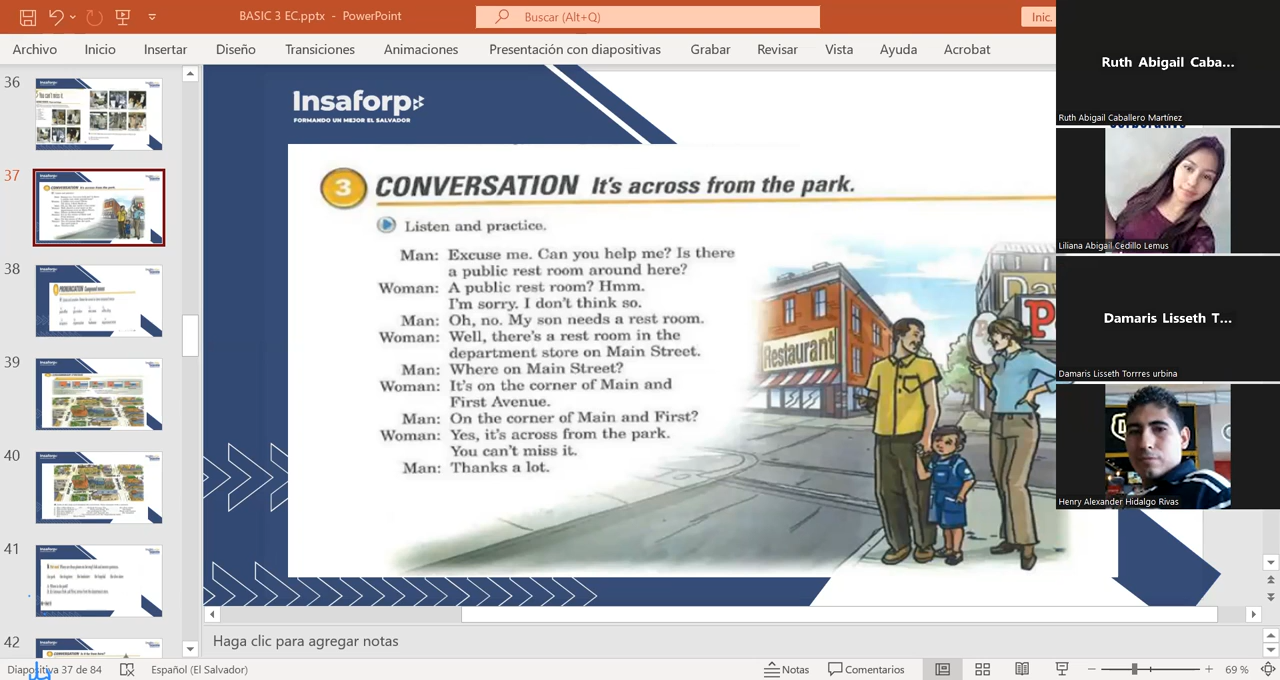 BASIC 3 EC.pptx - PowerPoint
Buscar (Alt+Q)
Inic.
Archivo Inicio Insertar Diseño Transiciones Animaciones Presentación con diapositivas Grabar Revisar Vista Ayuda Acrobat
36
37
38
39
40
41
42
Insaforp
FORMANDO UN MEJOR EL SALVADOR
3 CONVERSATION It's across from the park.
Listen and practice.
Man: Excuse me. Can you help me? Is there
a public rest room around here?
Woman: A public rest room? Hmm.
I'm sorry. I don't think so.
Man: Oh, no. My son needs a rest room.
Woman: Well, there's a rest room in the
department store on Main Street.
Man: Where on Main Street?
Woman: It's on the corner of Main and
First Avenue.
Man: On the corner of Main and First?
Woman: Yes, it's across from the park.
You can't miss it.
Man: Thanks a lot.
Restaurant
Ruth Abigail Caba...
Ruth Abigail Caballero Martínez
Liliana Abigail Cedillo Lemus
Damaris Lisseth T...
Damaris Lisseth Torrres urbina
Henry Alexander Hidalgo Rivas
Haga clic para agregar notas
Diapositiva 37 de 84
Español (El Salvador)
Notas
Comentarios
69 %